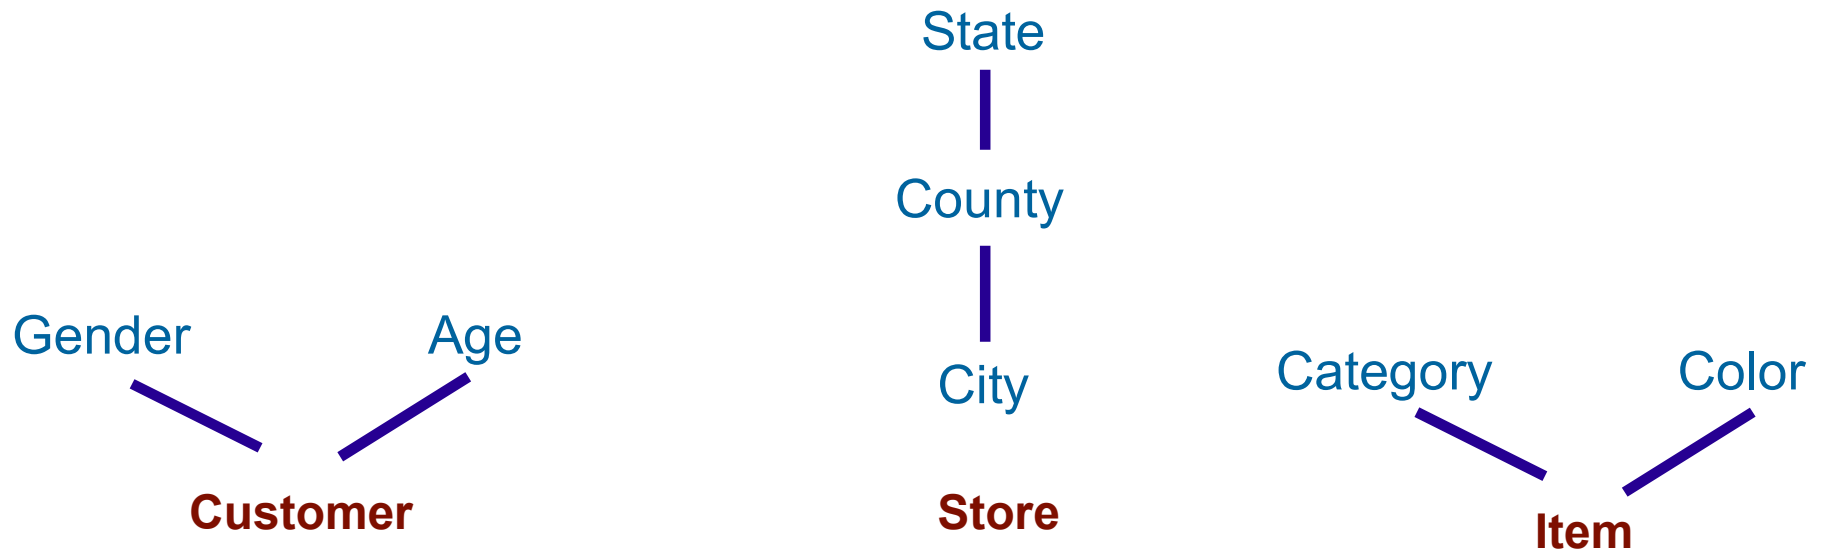 State
County
Gender
Age
City
Category
Color
Customer
Store
Item